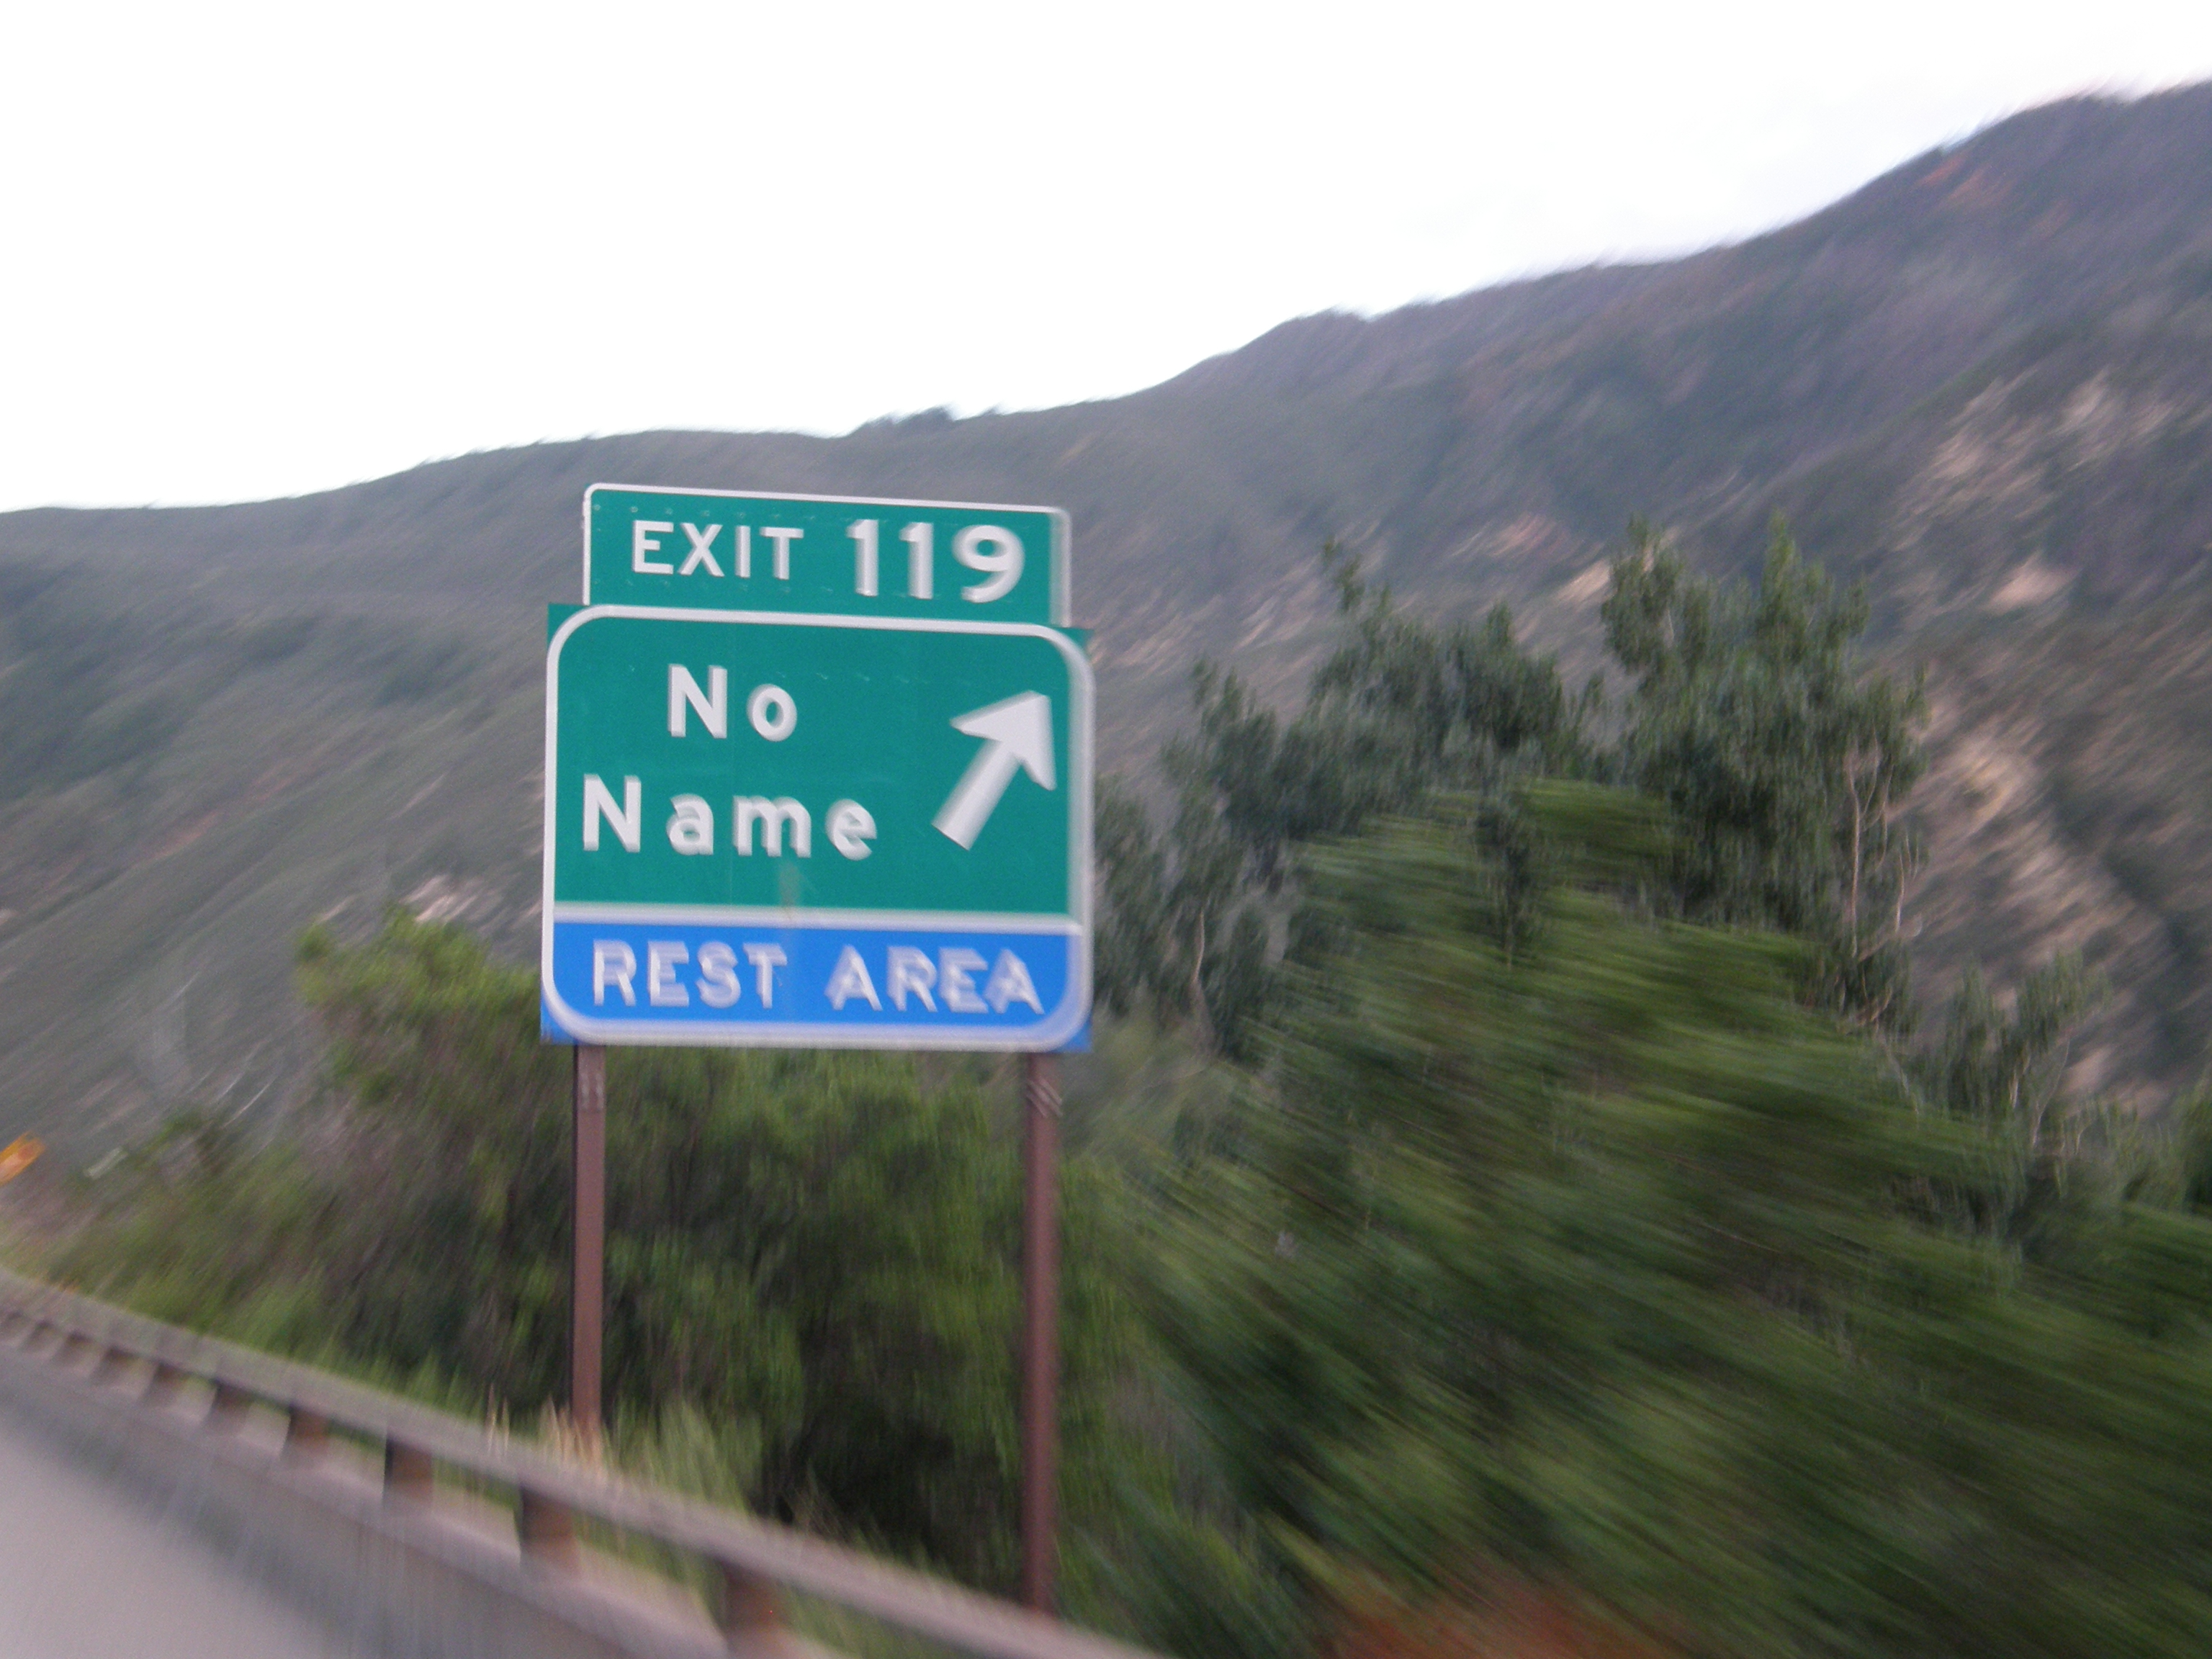 EXIT 119
No
Name
REST AREA